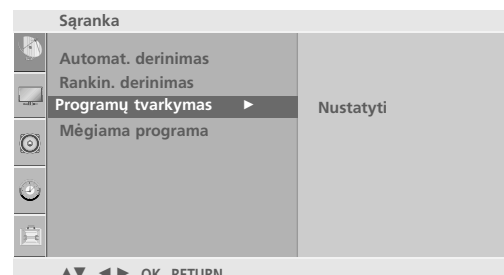 Sąranka
Automat. derinimas
Rankin. derinimas
Programų tvarkymas ► Nustatyti
Mėgiama programa
▲▼ ◄► OK RETURN